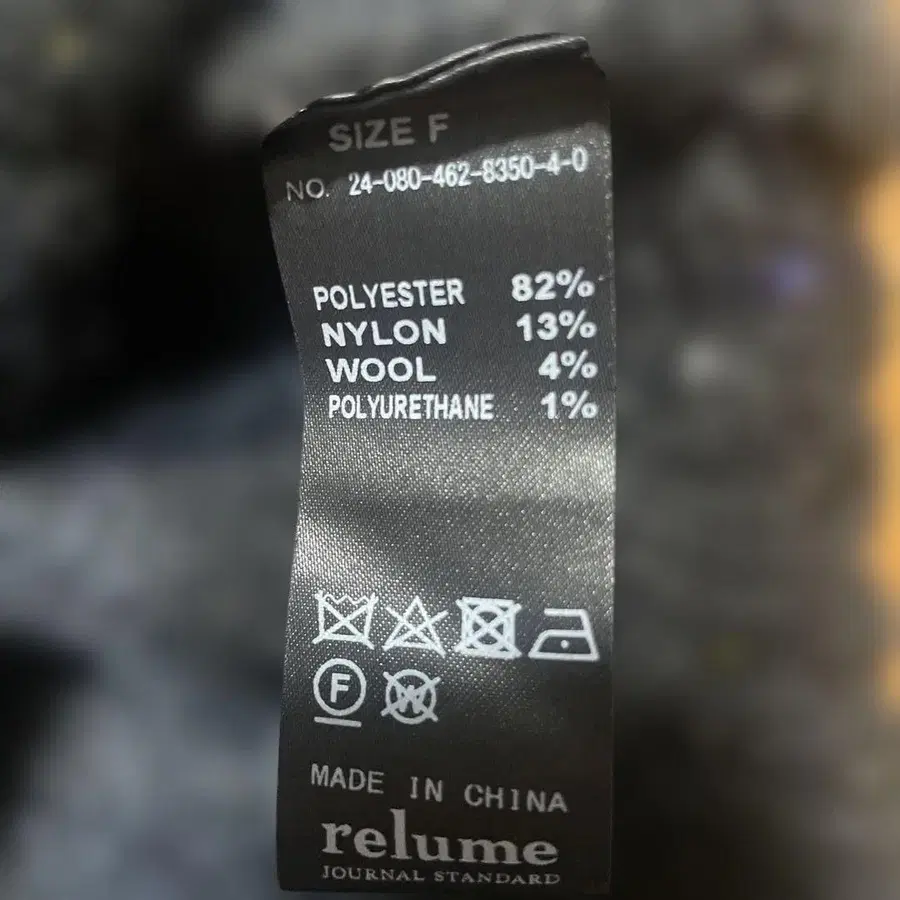 SIZE F
NO. 24-080-462-8350-4-0
POLYESTER 82%
NYLON 13%
WOOL 4%
POLYURETHANE 1%
F W
MADE IN CHINA
relume
JOURNAL STANDARD